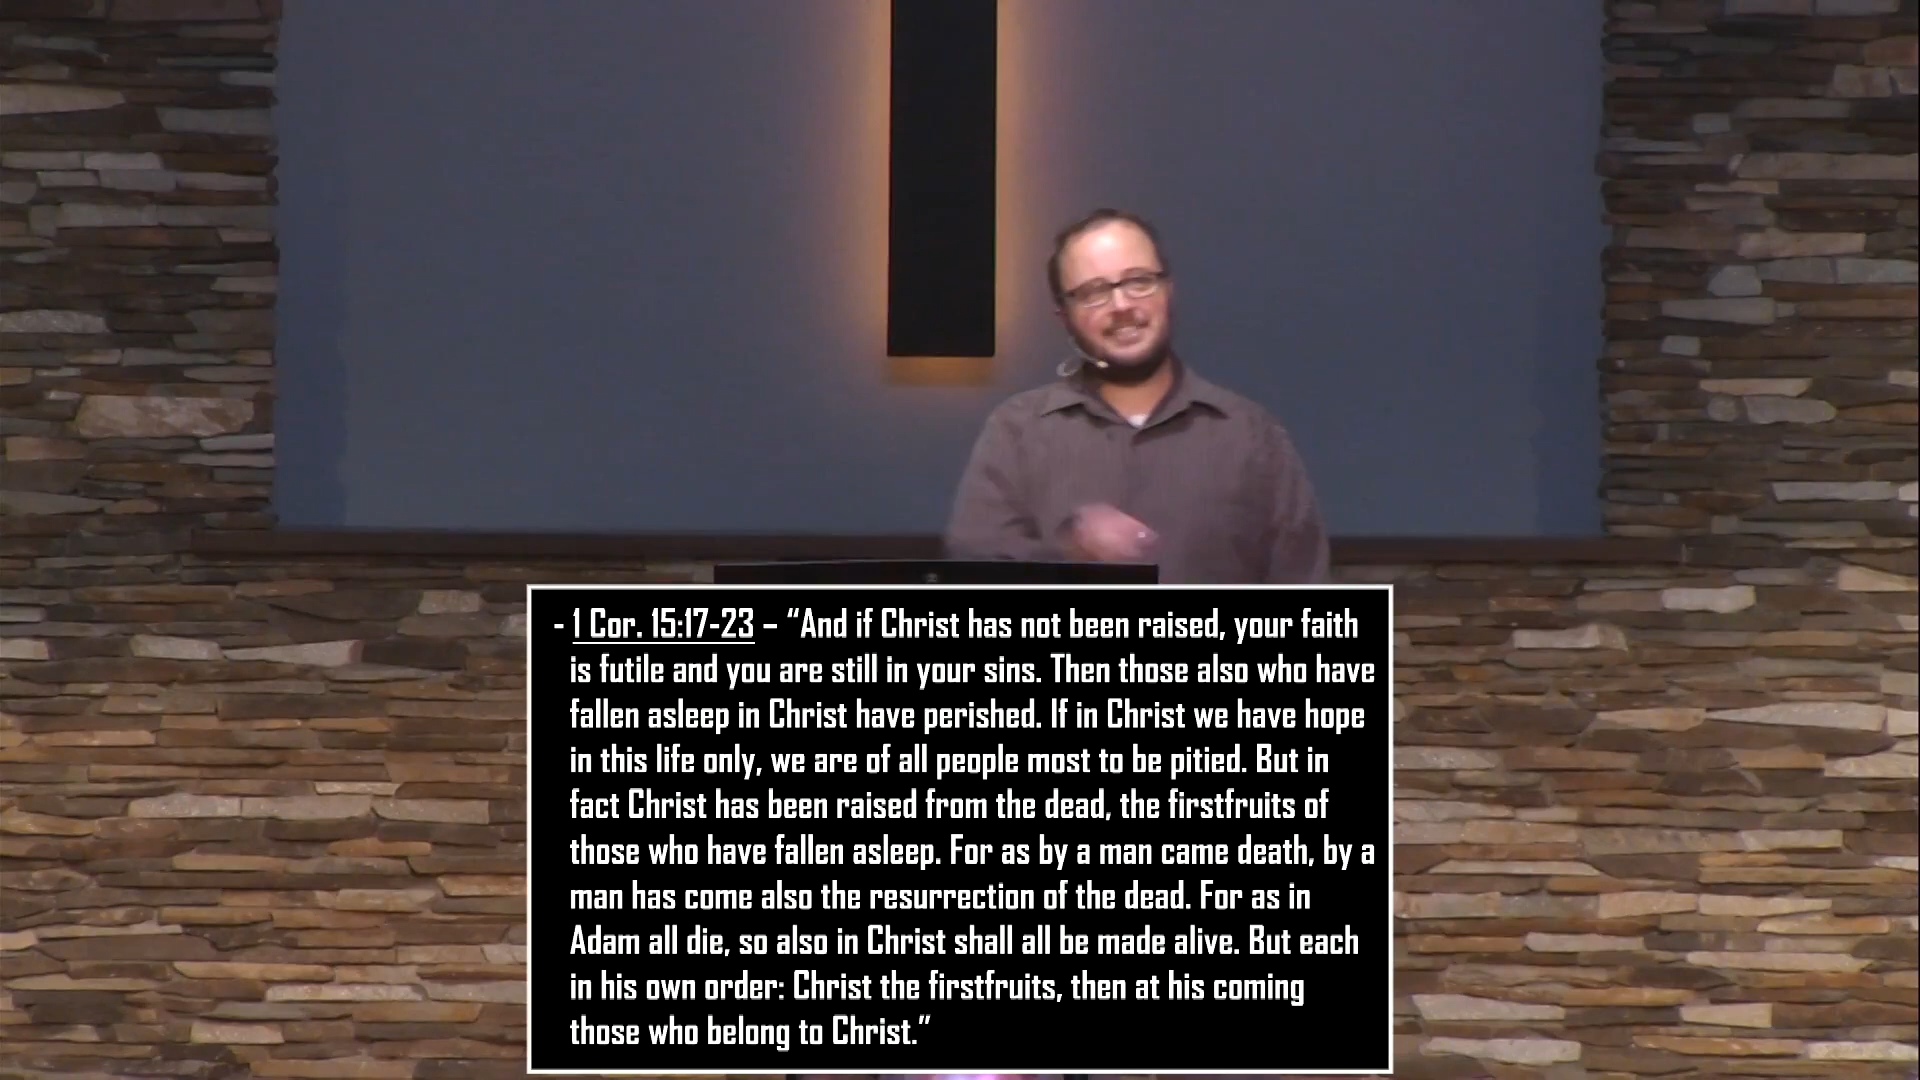 - 1 Cor. 15:17-23 – “And if Christ has not been raised, your faith
is futile and you are still in your sins. Then those also who have
fallen asleep in Christ have perished. If in Christ we have hope
in this life only, we are of all people most to be pitied. But in
fact Christ has been raised from the dead, the firstfruits of
those who have fallen asleep. For as by a man came death, by a
man has come also the resurrection of the dead. For as in
Adam all die, so also in Christ shall all be made alive. But each
in his own order: Christ the firstfruits, then at his coming
those who belong to Christ.”